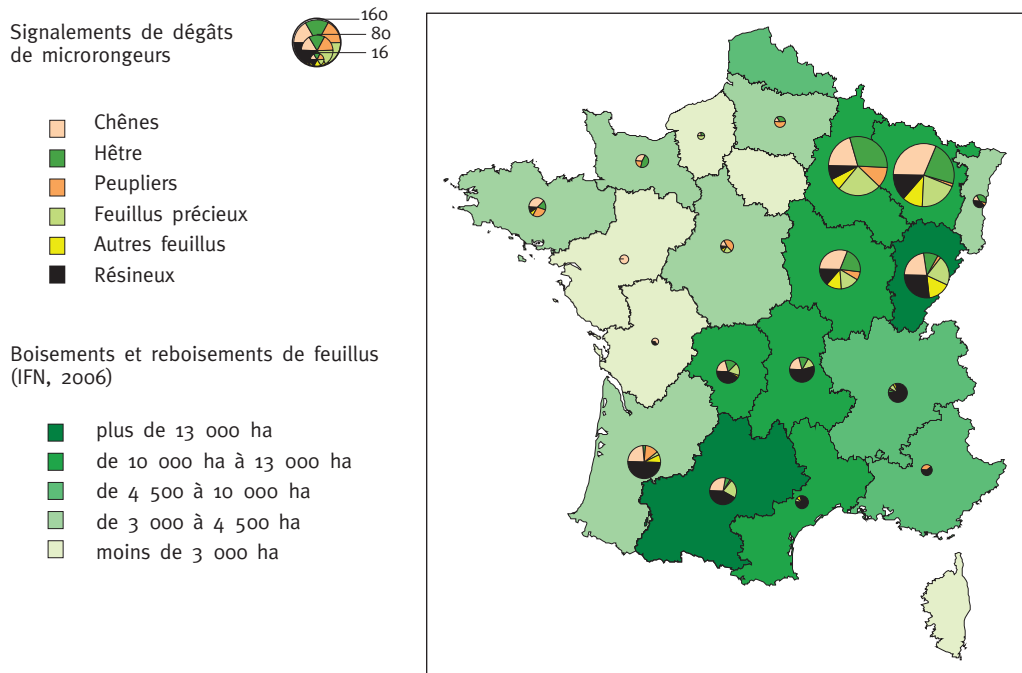 Signalements de dégâts
de microrongeurs
160
80
16
Chênes
Hêtre
Peupliers
Feuillus précieux
Autres feuillus
Résineux
Boisements et reboisements de feuillus
(IFN, 2006)
plus de 13 000 ha
de 10 000 ha à 13 000 ha
de 4 500 à 10 000 ha
de 3 000 à 4 500 ha
moins de 3 000 ha